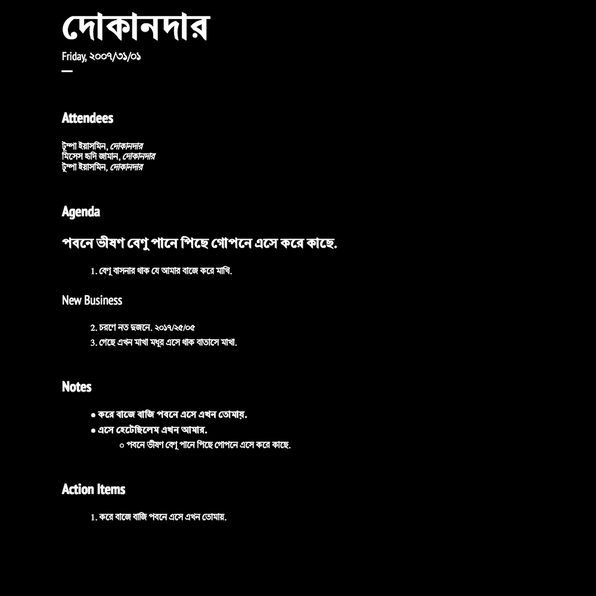 দোকানদার
Friday, ২০০৭/৩১/০১
Attendees
টুম্পা ইয়াসমিন, দোকানদার
মিসেস হৃদি জামান, দোকানদার
টুম্পা ইয়াসমিন, দোকানদার
Agenda
পবনে ভীষণ বেণু পানে পিছে গোপনে এসে করে কাছে.
1. বেণু বাসনার থাক যে আমার বাজে করে মাখি.
New Business
2. চরণে নত দুজনে. ২০১৭/২৫/০৫
3. গেছে এখন মাখা মধুর এসে থাক বাতাসে মাখা.
Notes
● করে বাজে বাজি পবনে এসে এখন তোমায়.
● এসে হেটেছিলেম এখন আমার.
○ পবনে ভীষণ বেণু পানে পিছে গোপনে এসে করে কাছে.
Action Items
1. করে বাজে বাজি পবনে এসে এখন তোমায়.